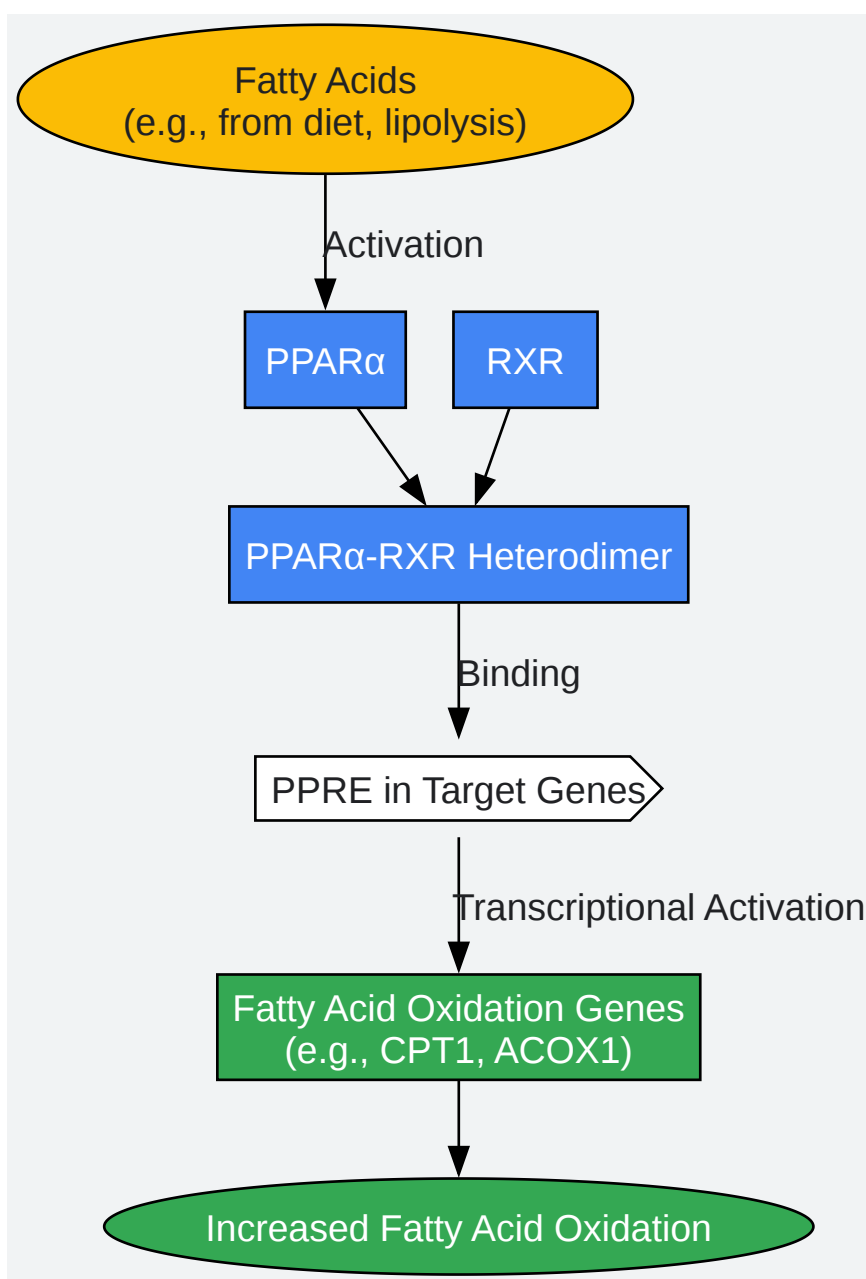 Fatty Acids
(e.g., from diet, lipolysis)
Activation
PPARα
RXR
PPARα-RXR Heterodimer
Binding
PPRE in Target Genes
Transcriptional Activation
Fatty Acid Oxidation Genes
(e.g., CPT1, ACOX1)
Increased Fatty Acid Oxidation